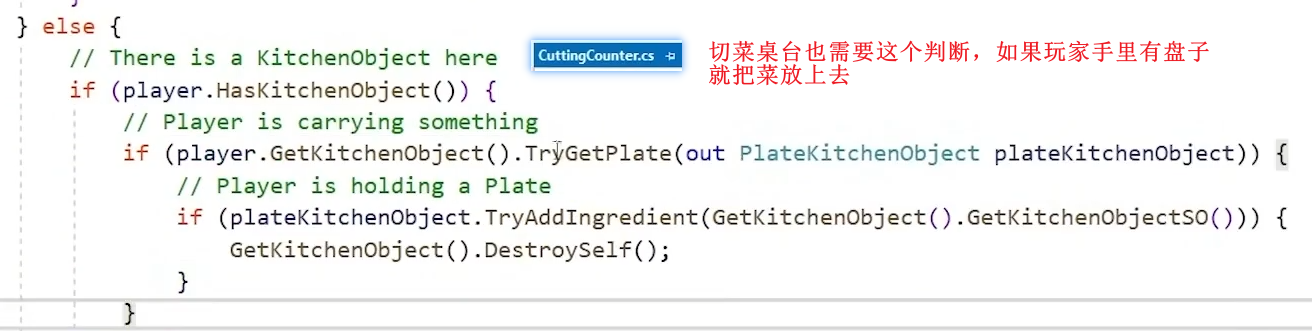 } else {
// There is a KitchenObject here
CuttingCounter.cs
切菜桌台也需要这个判断，如果玩家手里有盘子
就把菜放上去
if (player.HasKitchenObject()) {
// Player is carrying something
if (player.GetKitchenObject().TryGetPlate(out PlateKitchenObject plateKitchenObject)) {
// Player is holding a Plate
if (plateKitchenObject.TryAddIngredient(GetKitchenObject().GetKitchenObjectSO())) {
GetKitchenObject().DestroySelf();
}
}